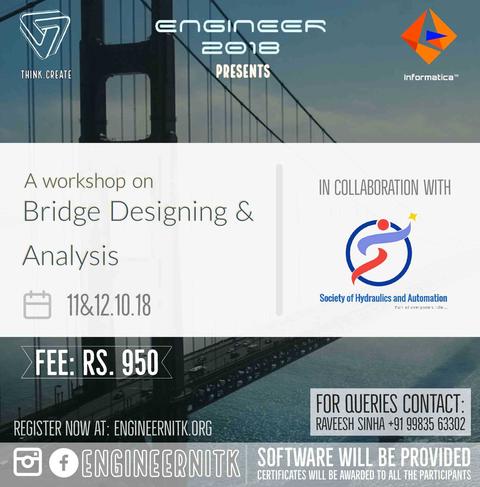 THINK.CREATE
ENGINEER
2018
PRESENTS
Informatica™
A workshop on
Bridge Designing &
Analysis
11&12.10.18
IN COLLABORATION WITH
Society of Hydraulics and Automation
FEE: RS. 950
REGISTER NOW AT: ENGINEERNITK.ORG
FOR QUERIES CONTACT:
RAVEESH SINHA +91 99835 63302
ENGINEERNITK
SOFTWARE WILL BE PROVIDED
CERTIFICATES WILL BE AWARDED TO ALL THE PARTICIPANTS